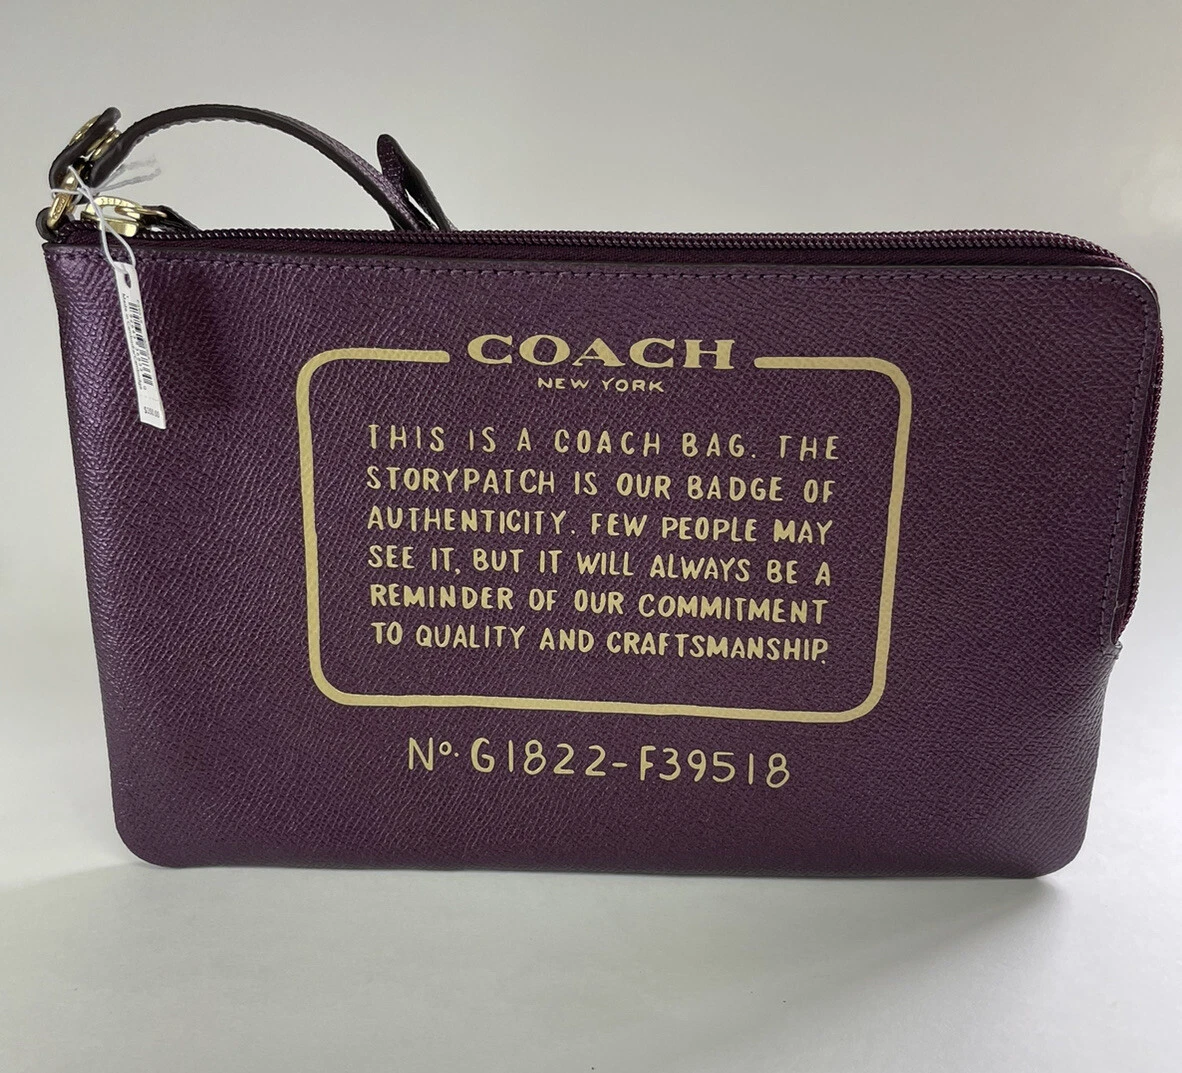 COACH
NEW YORK
THIS IS A COACH BAG. THE
STORYPATCH IS OUR BADGE OF
AUTHENTICITY. FEW PEOPLE MAY
SEE IT, BUT IT WILL ALWAYS BE A
REMINDER OF OUR COMMITMENT
TO QUALITY AND CRAFTSMANSHIP.
Nº. G1822-F39518